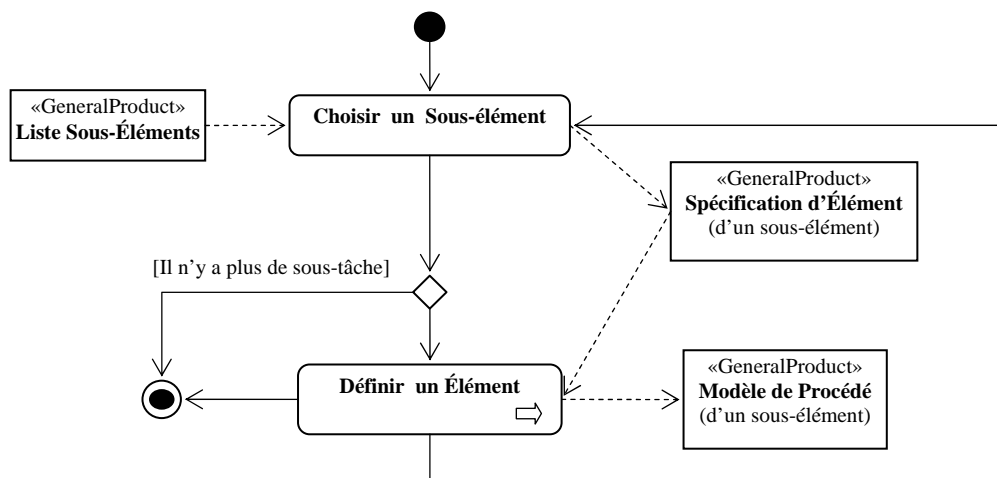 Choisir un Sous-élément
«GeneralProduct»
Liste Sous-Éléments
«GeneralProduct»
Spécification d’Élément
(d’un sous-élément)
[Il n’y a plus de sous-tâche]
Définir un Élément
«GeneralProduct»
Modèle de Procédé
(d’un sous-élément)